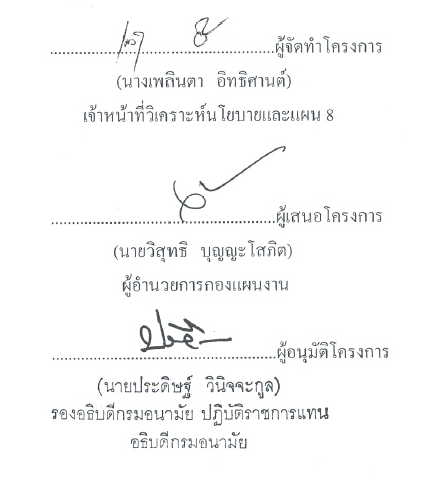 ........................................ผู้จัดทำโครงการ
(นางเพลินตา อิทธิศานต์)
เจ้าหน้าที่วิเคราะห์นโยบายและแผน 8
........................................ผู้เสนอโครงการ
(นายวิสุทธิ บุญญะโสภิต)
ผู้อำนวยการกองแผนงาน
........................................ผู้อนุมัติโครงการ
(นายประดิษฐ์ วินิจจะกูล)
รองอธิบดีกรมอนามัย ปฏิบัติราชการแทน
อธิบดีกรมอนามัย